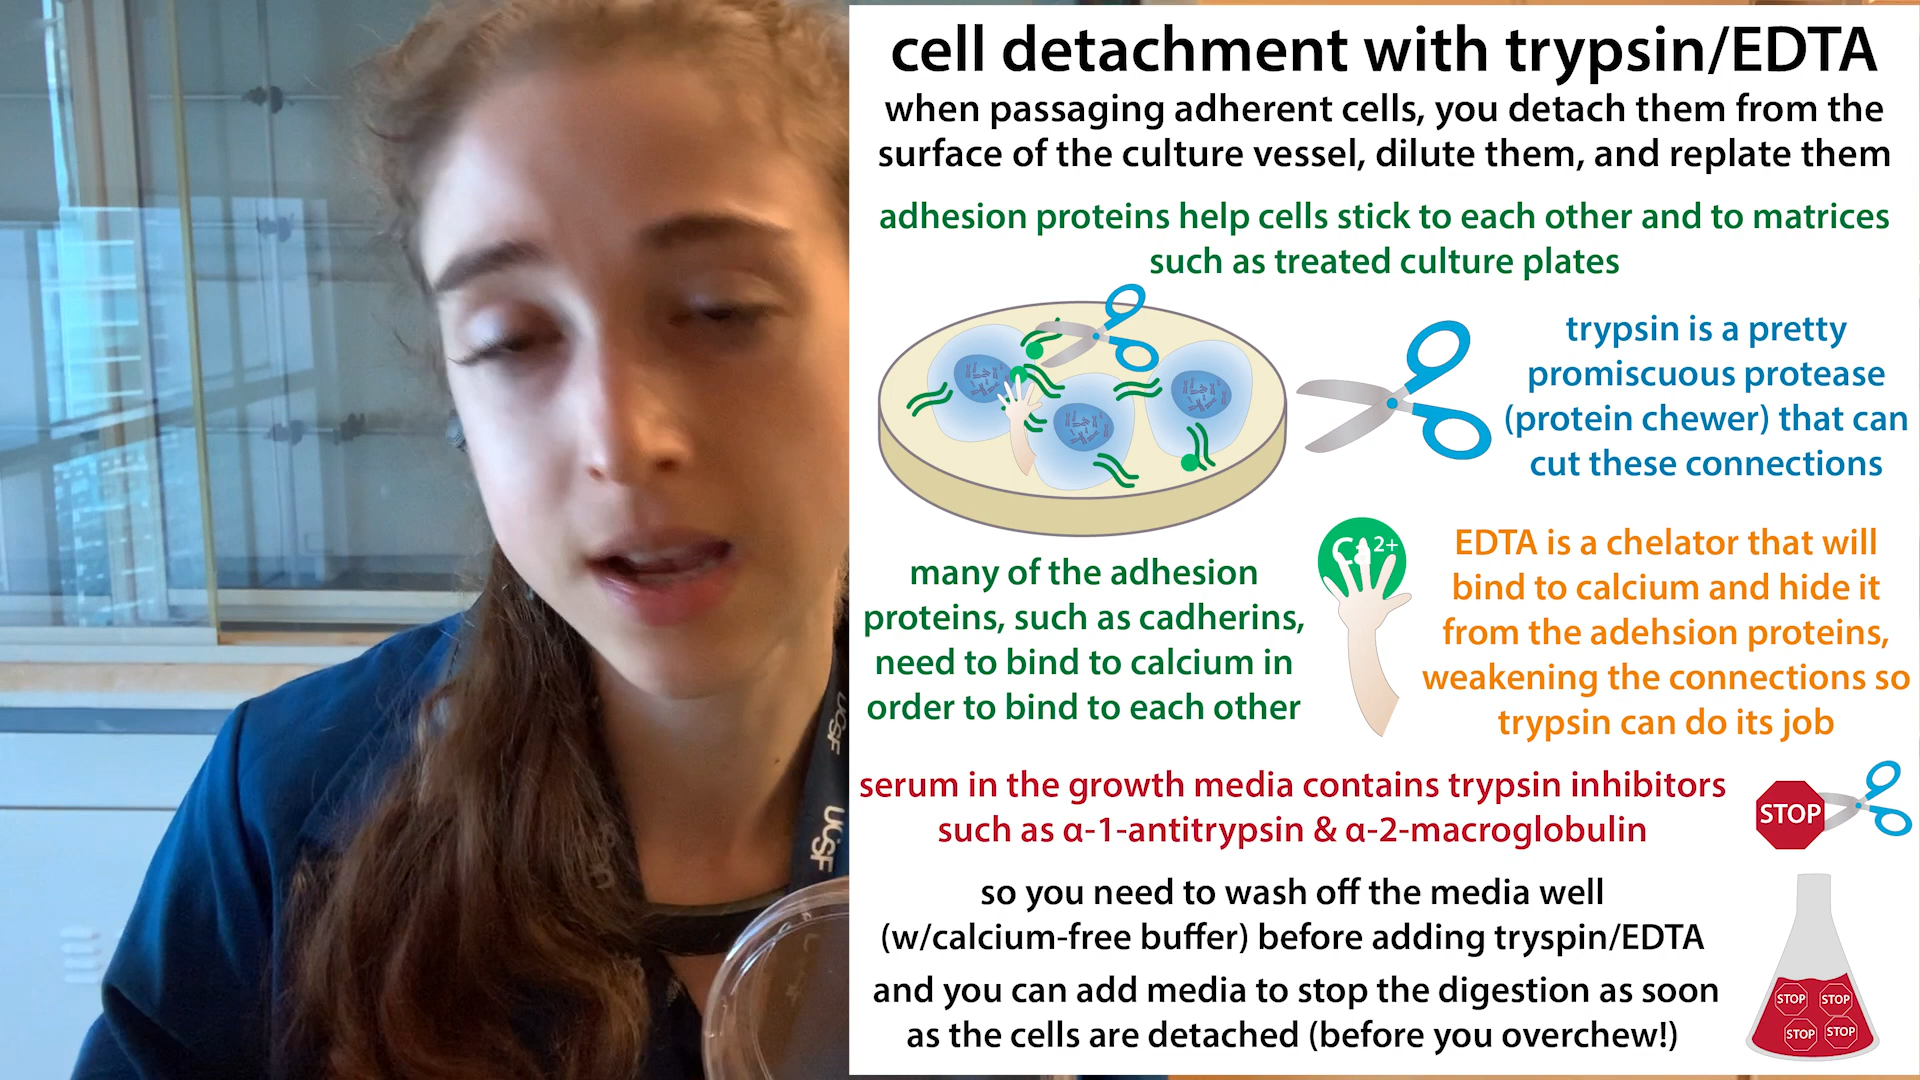 cell detachment with trypsin/EDTA
when passaging adherent cells, you detach them from the
surface of the culture vessel, dilute them, and replate them
adhesion proteins help cells stick to each other and to matrices
such as treated culture plates
trypsin is a pretty
promiscuous protease
(protein chewer) that can
cut these connections
many of the adhesion
proteins, such as cadherins,
need to bind to calcium in
order to bind to each other
Ca 2+
EDTA is a chelator that will
bind to calcium and hide it
from the adehsion proteins,
weakening the connections so
trypsin can do its job
serum in the growth media contains trypsin inhibitors
such as α-1-antitrypsin & α-2-macroglobulin
STOP
so you need to wash off the media well
(w/calcium-free buffer) before adding tryspin/EDTA
and you can add media to stop the digestion as soon
as the cells are detached (before you overchew!)
STOP STOP
STOP STOP
UCSF
UCSF